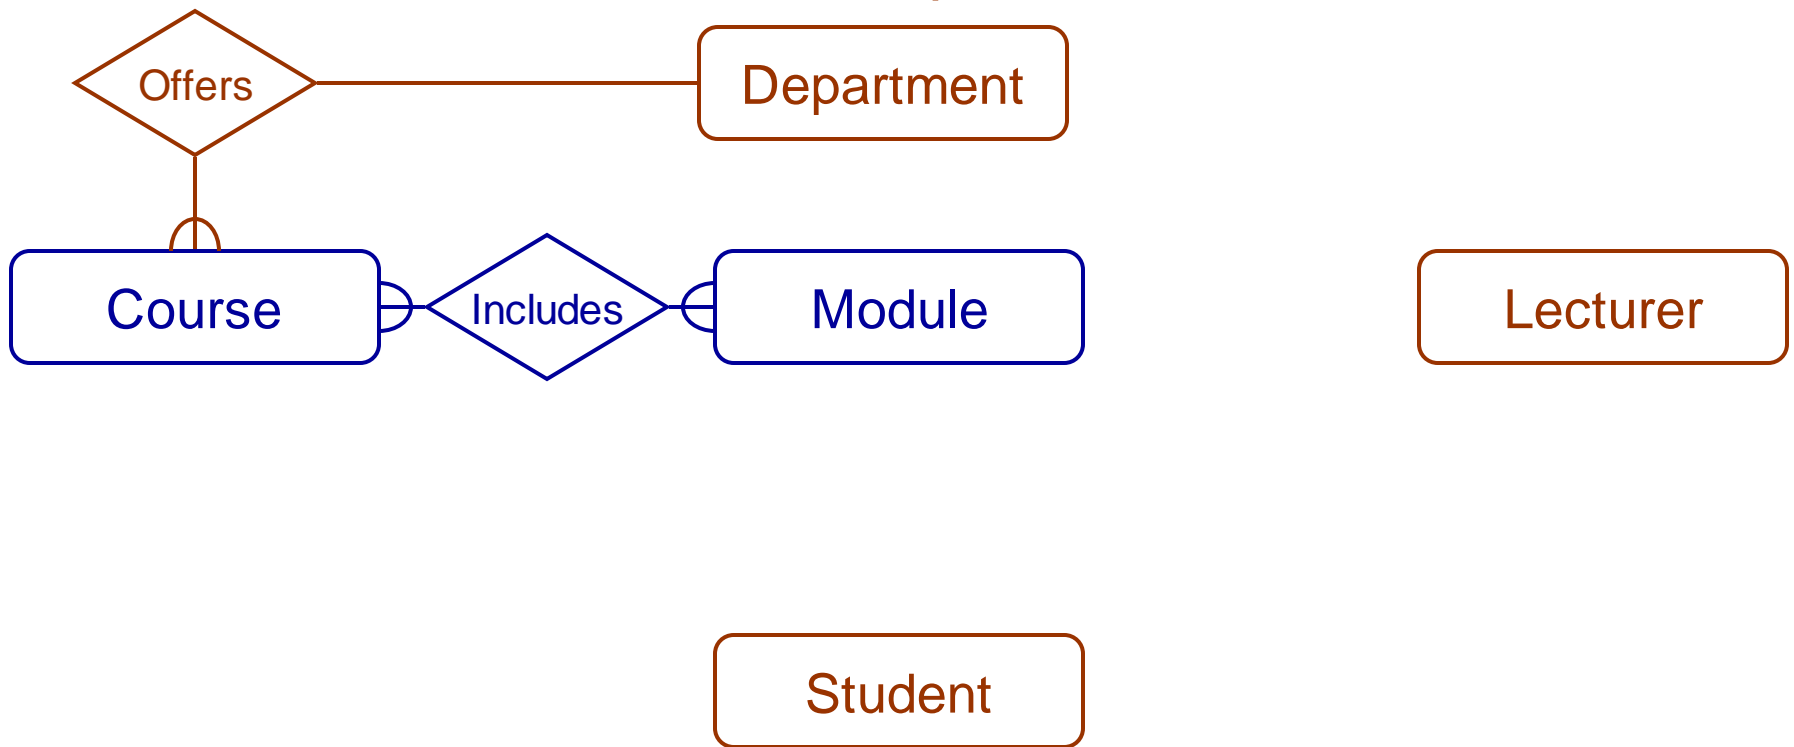 Offers
Department
Course
Includes
Module
Lecturer
Student